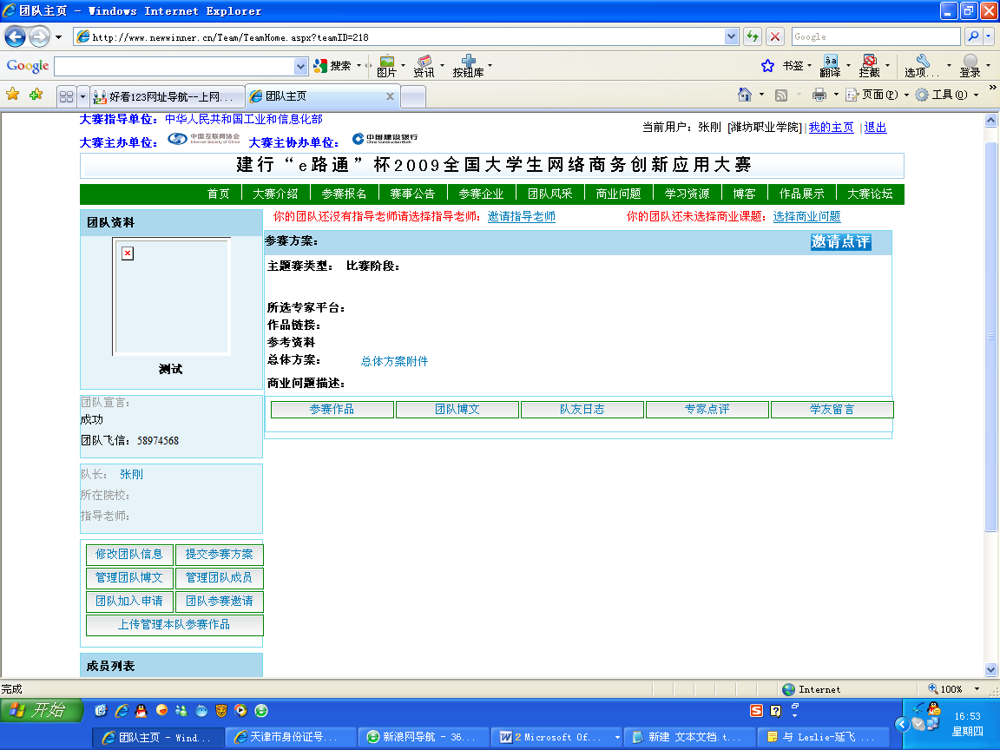 团队主页 - Windows Internet Explorer
http://www.newwinner.cn/Team/TeamHome.aspx?teamID=218
Google
Google
搜索
图片
资讯
按钮库
书签
翻译
拦截
选项...
登录
好看123网址导航--上网...
团队主页
页面(P)
工具(O)
大赛指导单位: 中华人民共和国工业和信息化部
大赛主办单位: 中国互联网协会 Internet Society of China 大赛主协办单位: 中国建设银行 China Construction Bank
当前用户: 张刚 [潍坊职业学院] | 我的主页 | 退出
建行“e路通”杯2009全国大学生网络商务创新应用大赛
首页 大赛介绍 参赛报名 赛事公告 参赛企业 团队风采 商业问题 学习资源 博客 作品展示 大赛论坛
团队资料
测试
你的团队还没有指导老师请选择指导老师: 邀请指导老师
你的团队还未选择商业课题: 选择商业问题
参赛方案:
邀请点评
主题赛类型: 比赛阶段:
所选专家平台:
作品链接:
参考资料
总体方案: 总体方案附件
商业问题描述:
参赛作品 团队博文 队友日志 专家点评 学友留言
团队宣言:
成功
团队飞信: 58974568
队长: 张刚
所在院校:
指导老师:
修改团队信息 提交参赛方案
管理团队博文 管理团队成员
团队加入申请 团队参赛邀请
上传管理本队参赛作品
成员列表
完成
Internet
100%
开始
16:53
星期四
团队主页 - Wind...
天津市身份证号...
新浪网导航 - 36...
2 Microsoft Of...
新建 文本文档.t...
与 Leslie-延飞 ...